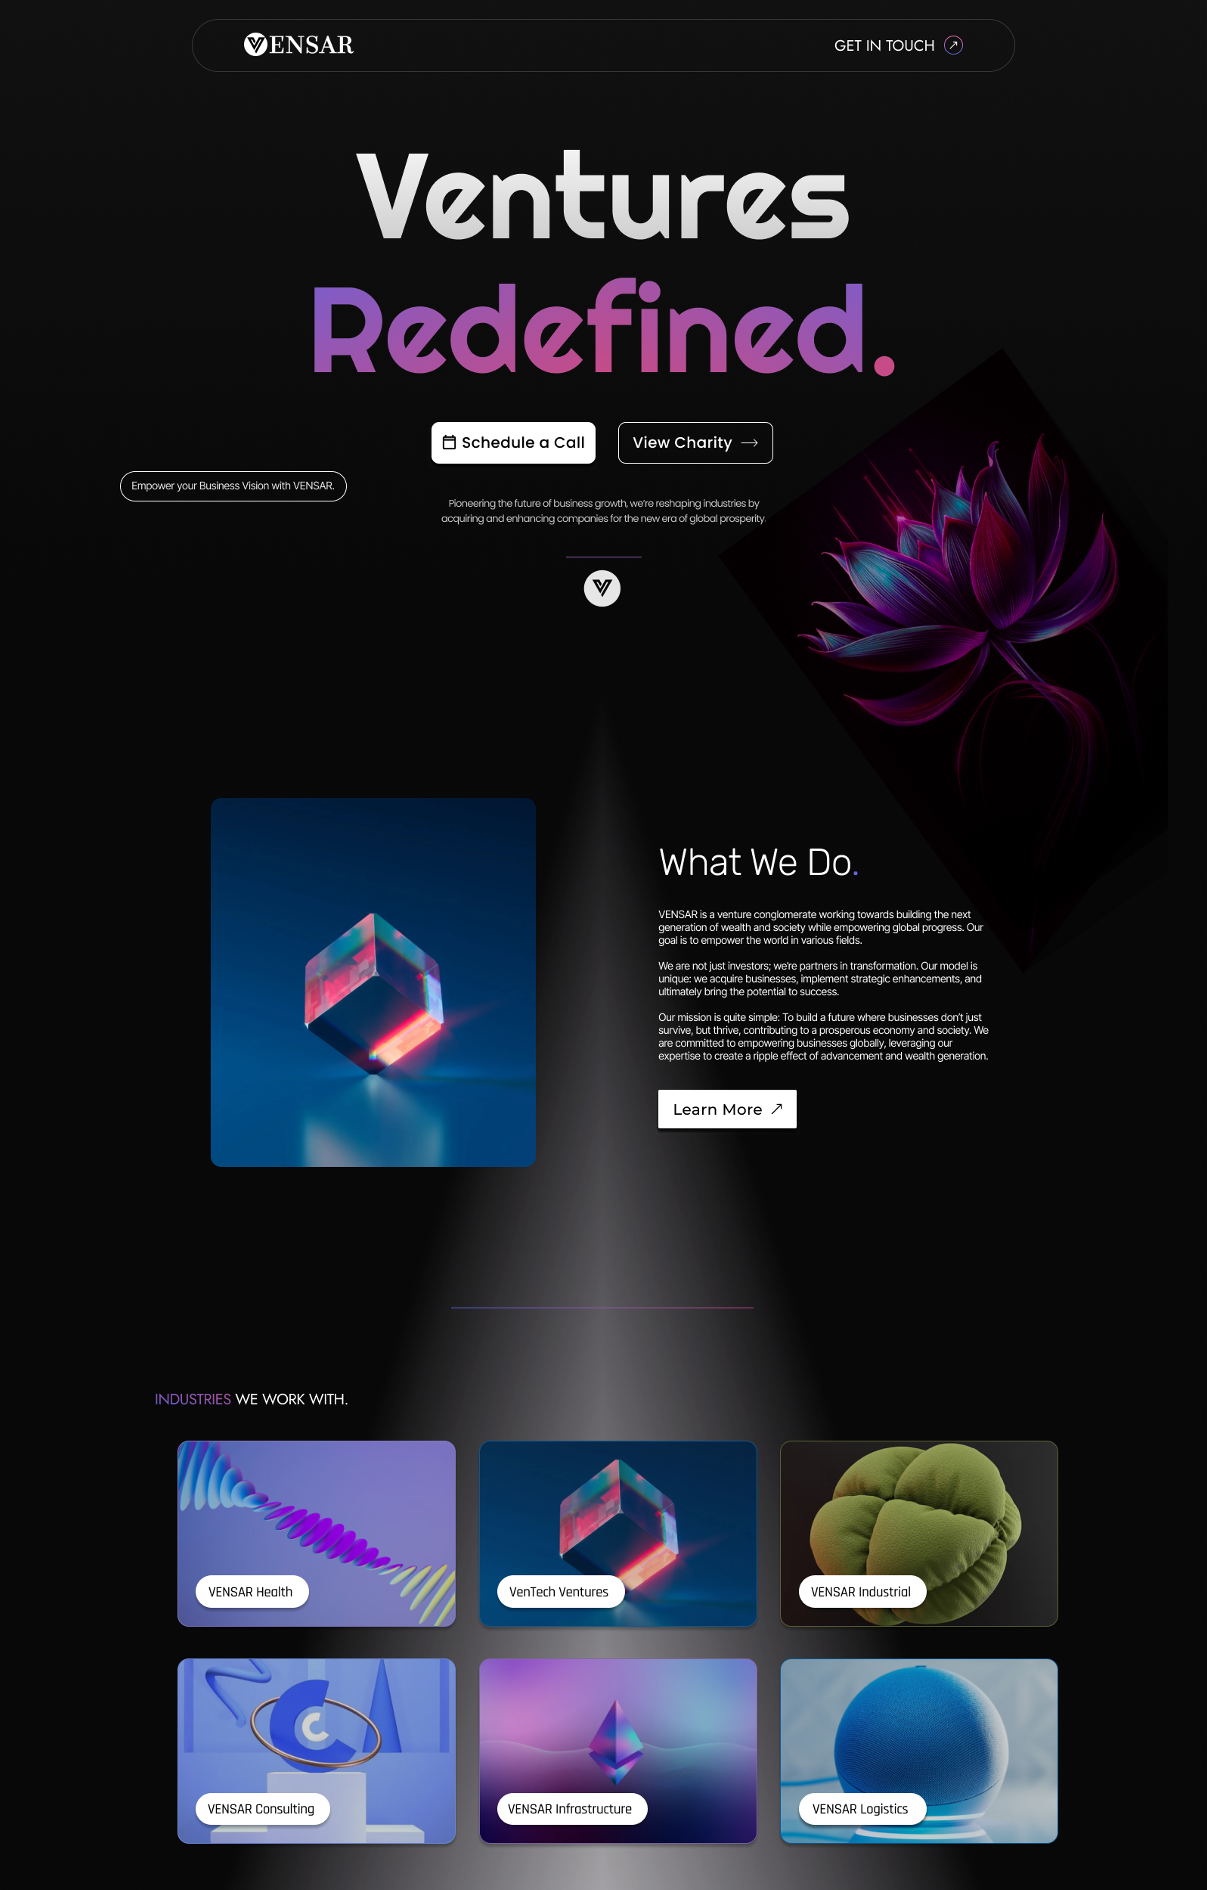 VENSAR
GET IN TOUCH
Ventures
Redefined.
Schedule a Call
View Charity
Empower your Business Vision with VENSAR.
Pioneering the future of business growth, we're reshaping industries by
acquiring and enhancing companies for the new era of global prosperity.
What We Do.
VENSAR is a venture conglomerate working towards building the next
generation of wealth and society while empowering global progress. Our
goal is to empower the world in various fields.
We are not just investors; we're partners in transformation. Our model is
unique: we acquire businesses, implement strategic enhancements, and
ultimately bring the potential to success.
Our mission is quite simple: To build a future where businesses don't just
survive, but thrive, contributing to a prosperous economy and society. We
are committed to empowering businesses globally, leveraging our
expertise to create a ripple effect of advancement and wealth generation.
Learn More
INDUSTRIES WE WORK WITH.
VENSAR Health
VenTech Ventures
VENSAR Industrial
VENSAR Consulting
VENSAR Infrastructure
VENSAR Logistics